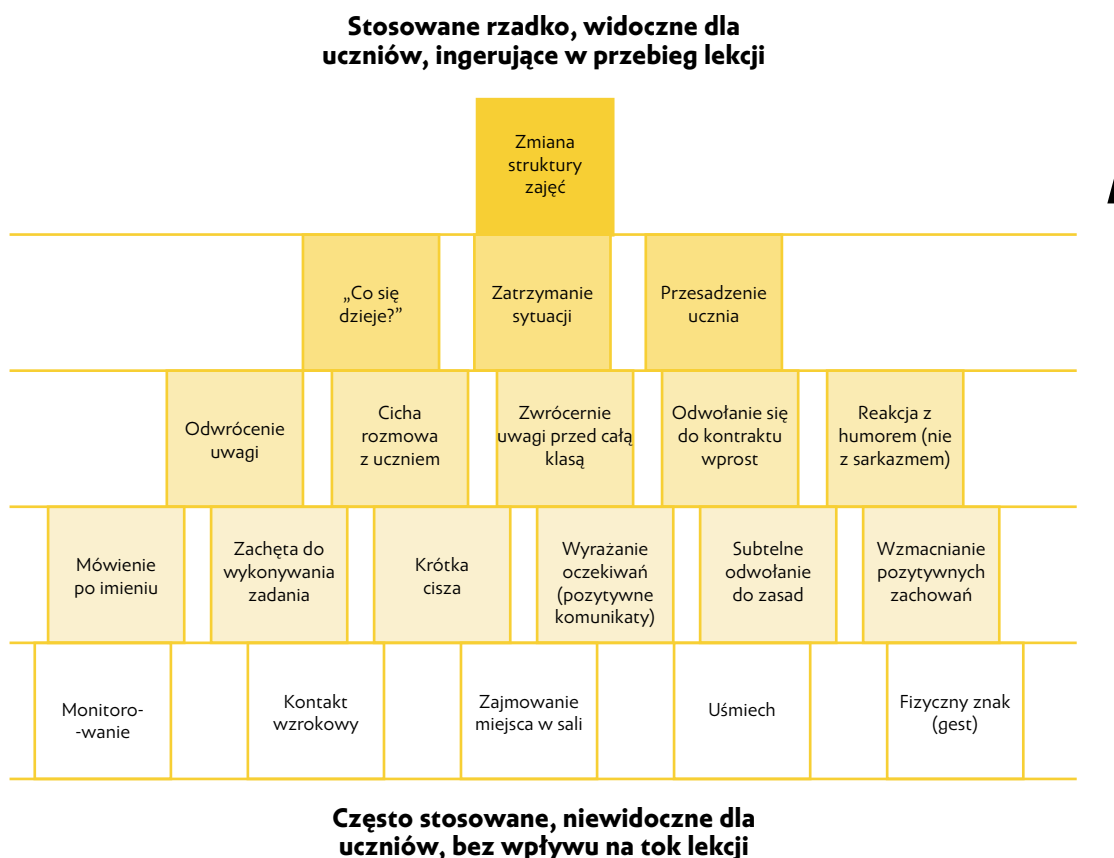 Stosowane rzadko, widoczne dla
uczniów, ingerujące w przebieg lekcji
Zmiana
struktury
zajęć
„Co się
dzieje?”
Zatrzymanie
sytuacji
Przesadzenie
ucznia
Odwrócenie
uwagi
Cicha
rozmowa
z uczniem
Zwrócernie
uwagi przed całą
klasą
Odwołanie się
do kontraktu
wprost
Reakcja z
humorem (nie
z sarkazmem)
Mówienie
po imieniu
Zachęta do
wykonywania
zadania
Krótka
cisza
Wyrażanie
oczekiwań
(pozytywne
komunikaty)
Subtelne
odwołanie
do zasad
Wzmacnianie
pozytywnych
zachowań
Monitoro-
-wanie
Kontakt
wzrokowy
Zajmowanie
miejsca w sali
Uśmiech
Fizyczny znak
(gest)
Często stosowane, niewidoczne dla
uczniów, bez wpływu na tok lekcji